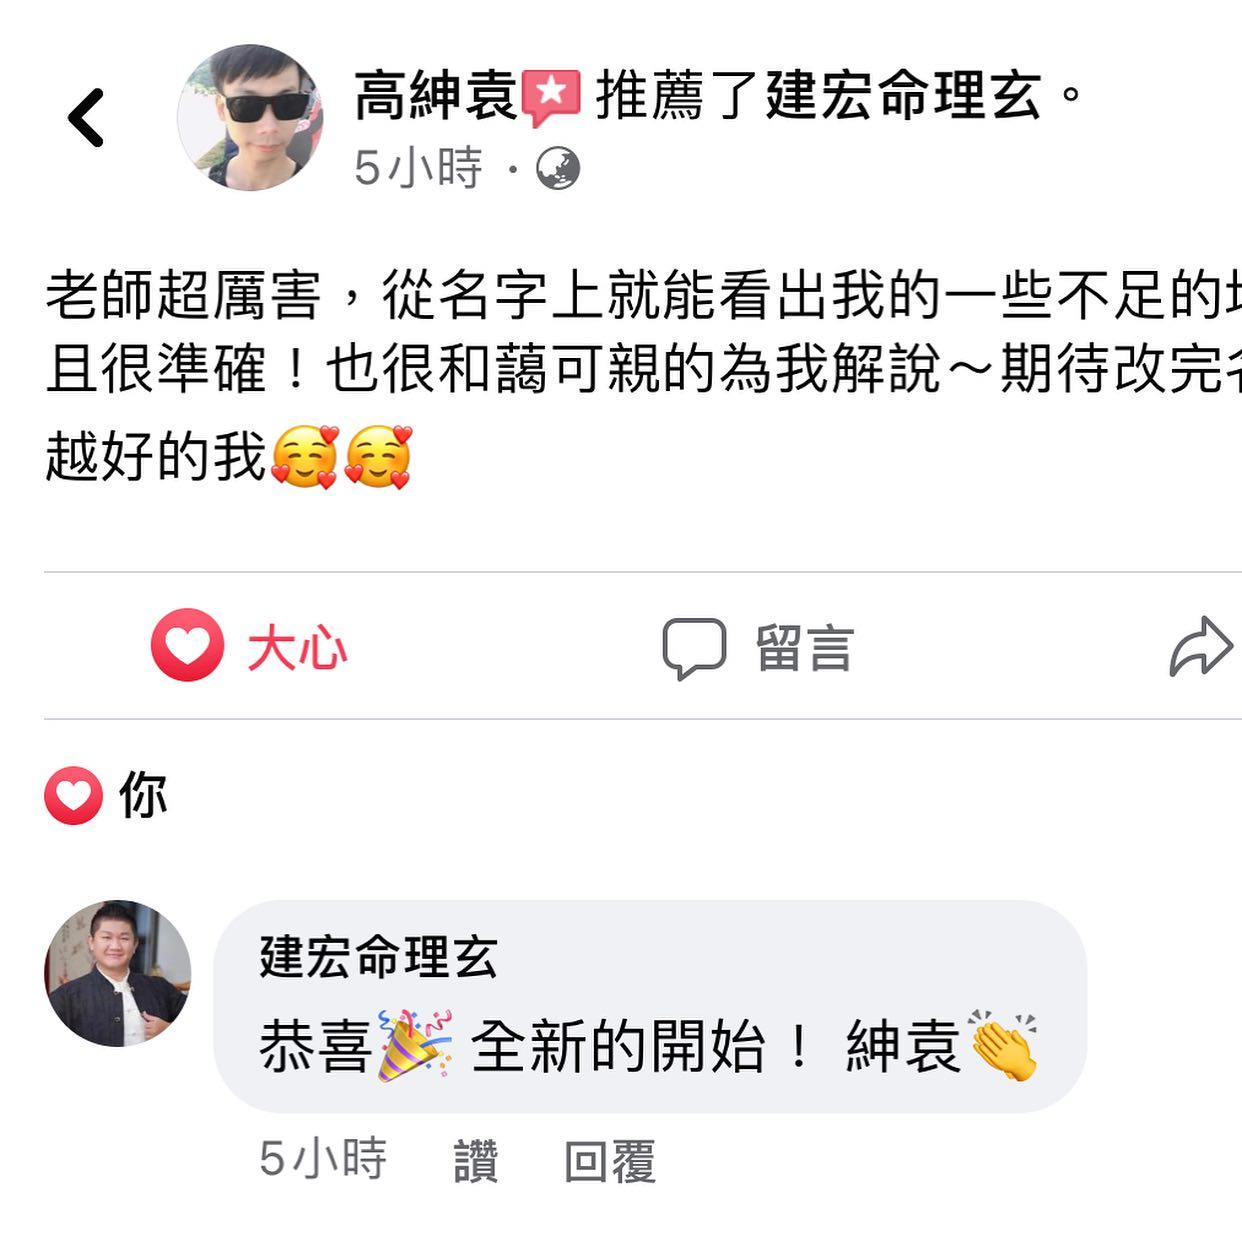 高紳袁 推薦了建宏命理玄。
5小時 ·
老師超厲害，從名字上就能看出我的一些不足的
且很準確！也很和藹可親的為我解說～期待改完
越好的我🥰🥰
大心
留言
你
建宏命理玄
恭喜🎉 全新的開始！ 紳袁👏
5小時 讚 回覆